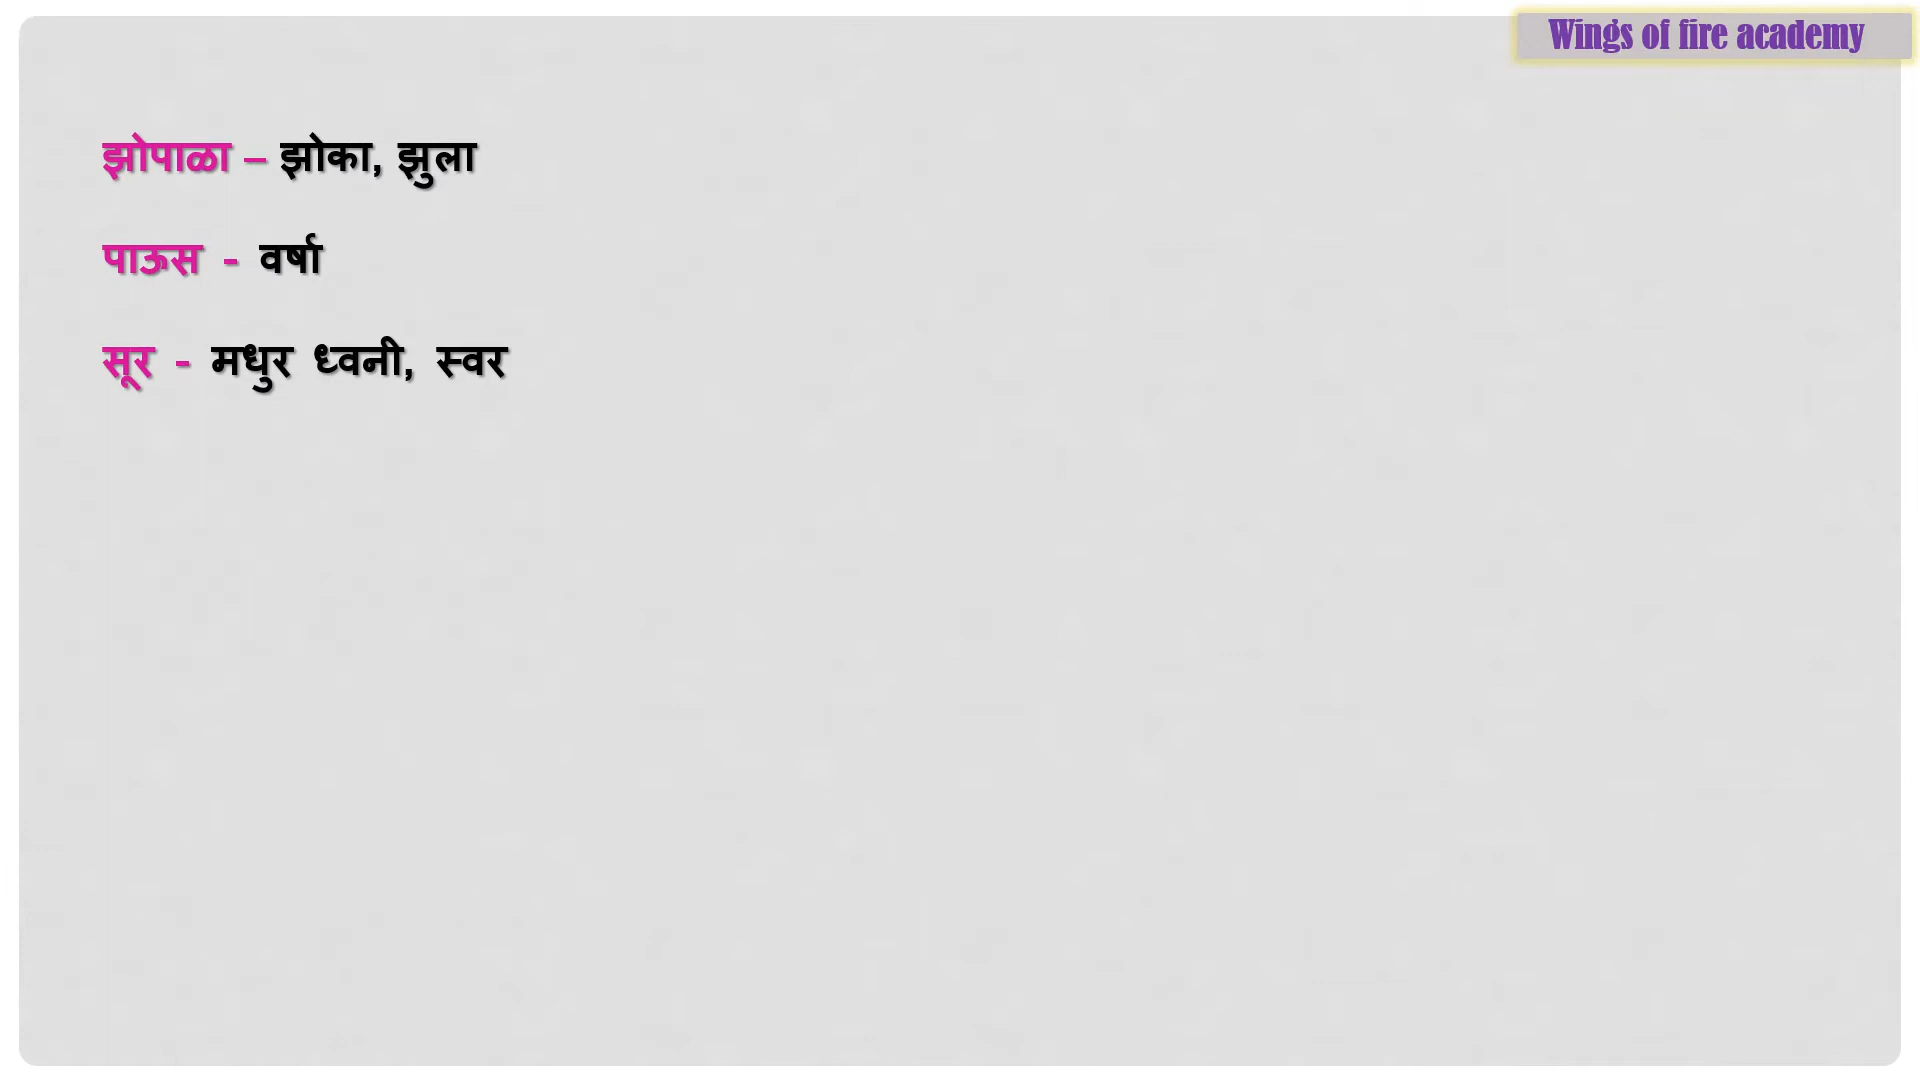 Wings of fire academy
झोपाळा – झोका, झुला
पाऊस - वर्षा
सूर - मधुर ध्वनी, स्वर